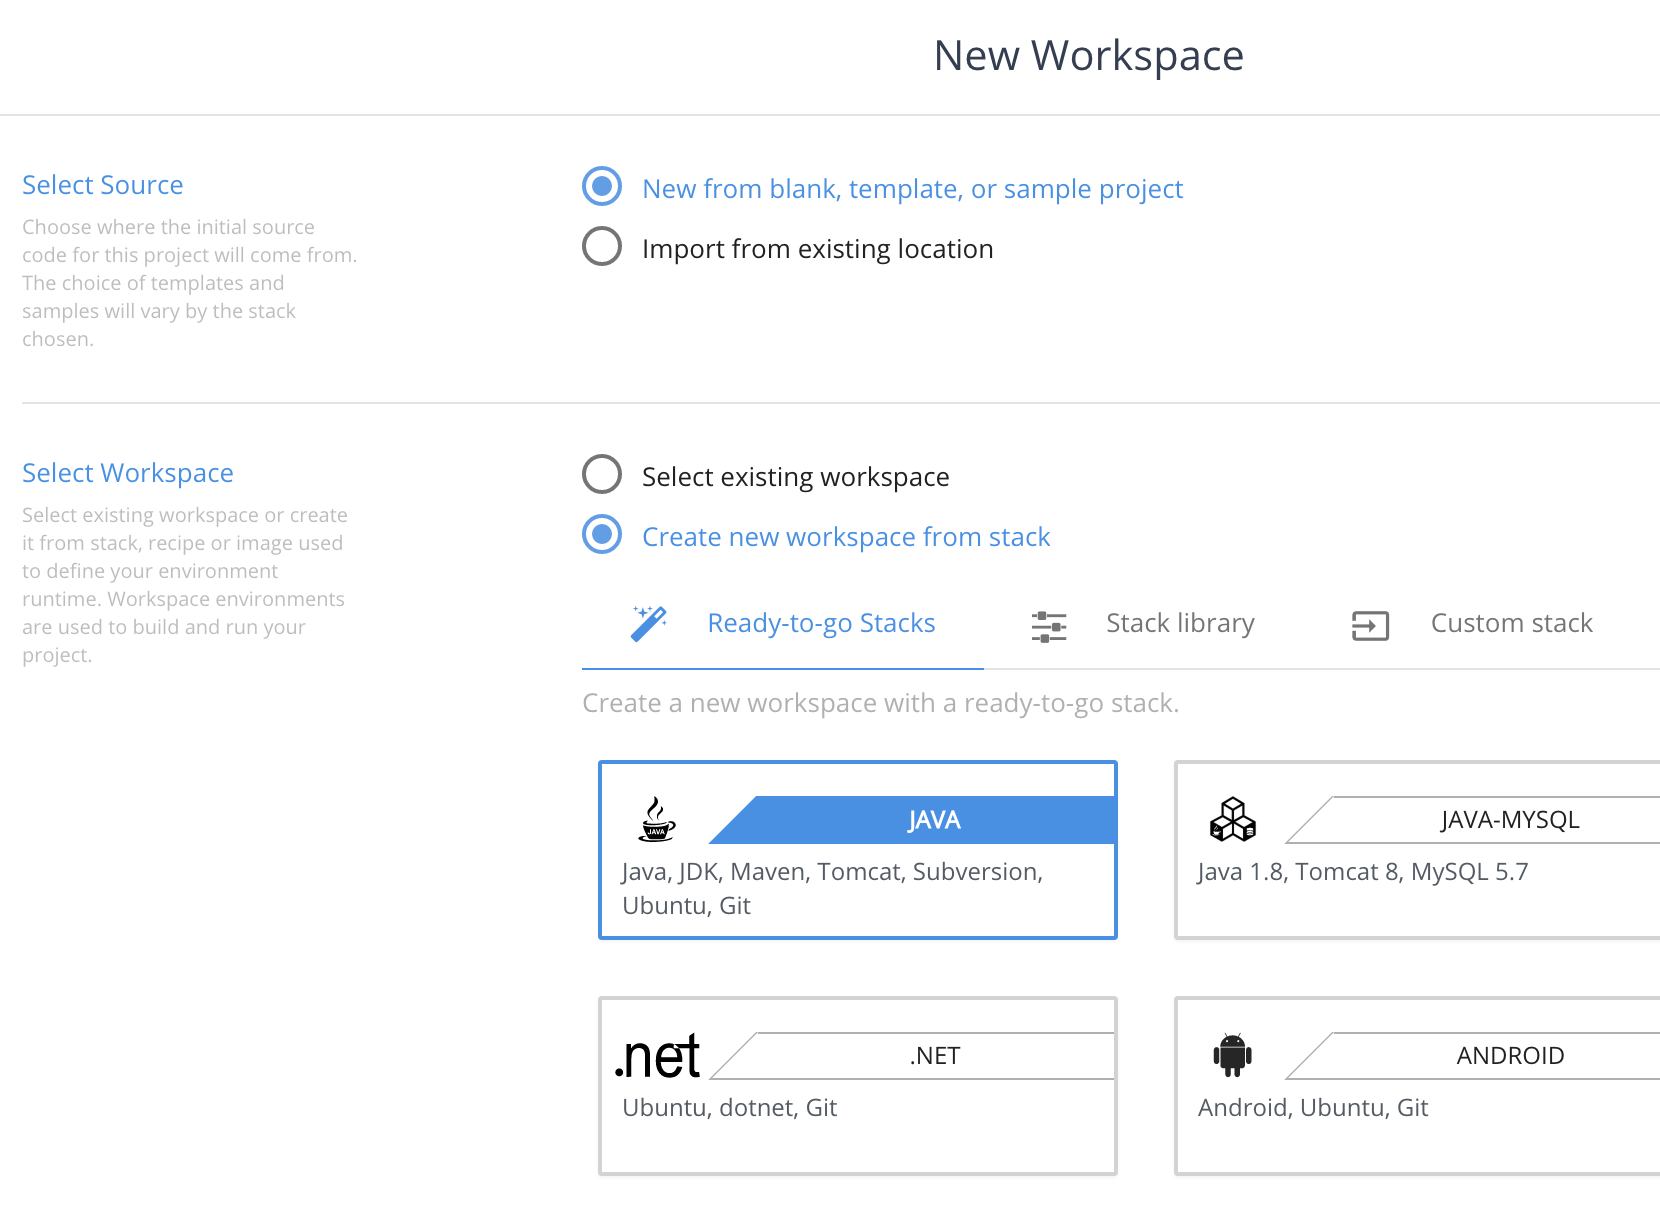 New Workspace
Select Source
Choose where the initial source
code for this project will come from.
The choice of templates and
samples will vary by the stack
chosen.
New from blank, template, or sample project
Import from existing location
Select Workspace
Select existing workspace or create
it from stack, recipe or image used
to define your environment
runtime. Workspace environments
are used to build and run your
project.
Select existing workspace
Create new workspace from stack
Ready-to-go Stacks
Stack library
Custom stack
Create a new workspace with a ready-to-go stack.
JAVA
JAVA
Java, JDK, Maven, Tomcat, Subversion,
Ubuntu, Git
JAVA-MYSQL
Java 1.8, Tomcat 8, MySQL 5.7
.net
.NET
Ubuntu, dotnet, Git
ANDROID
Android, Ubuntu, Git